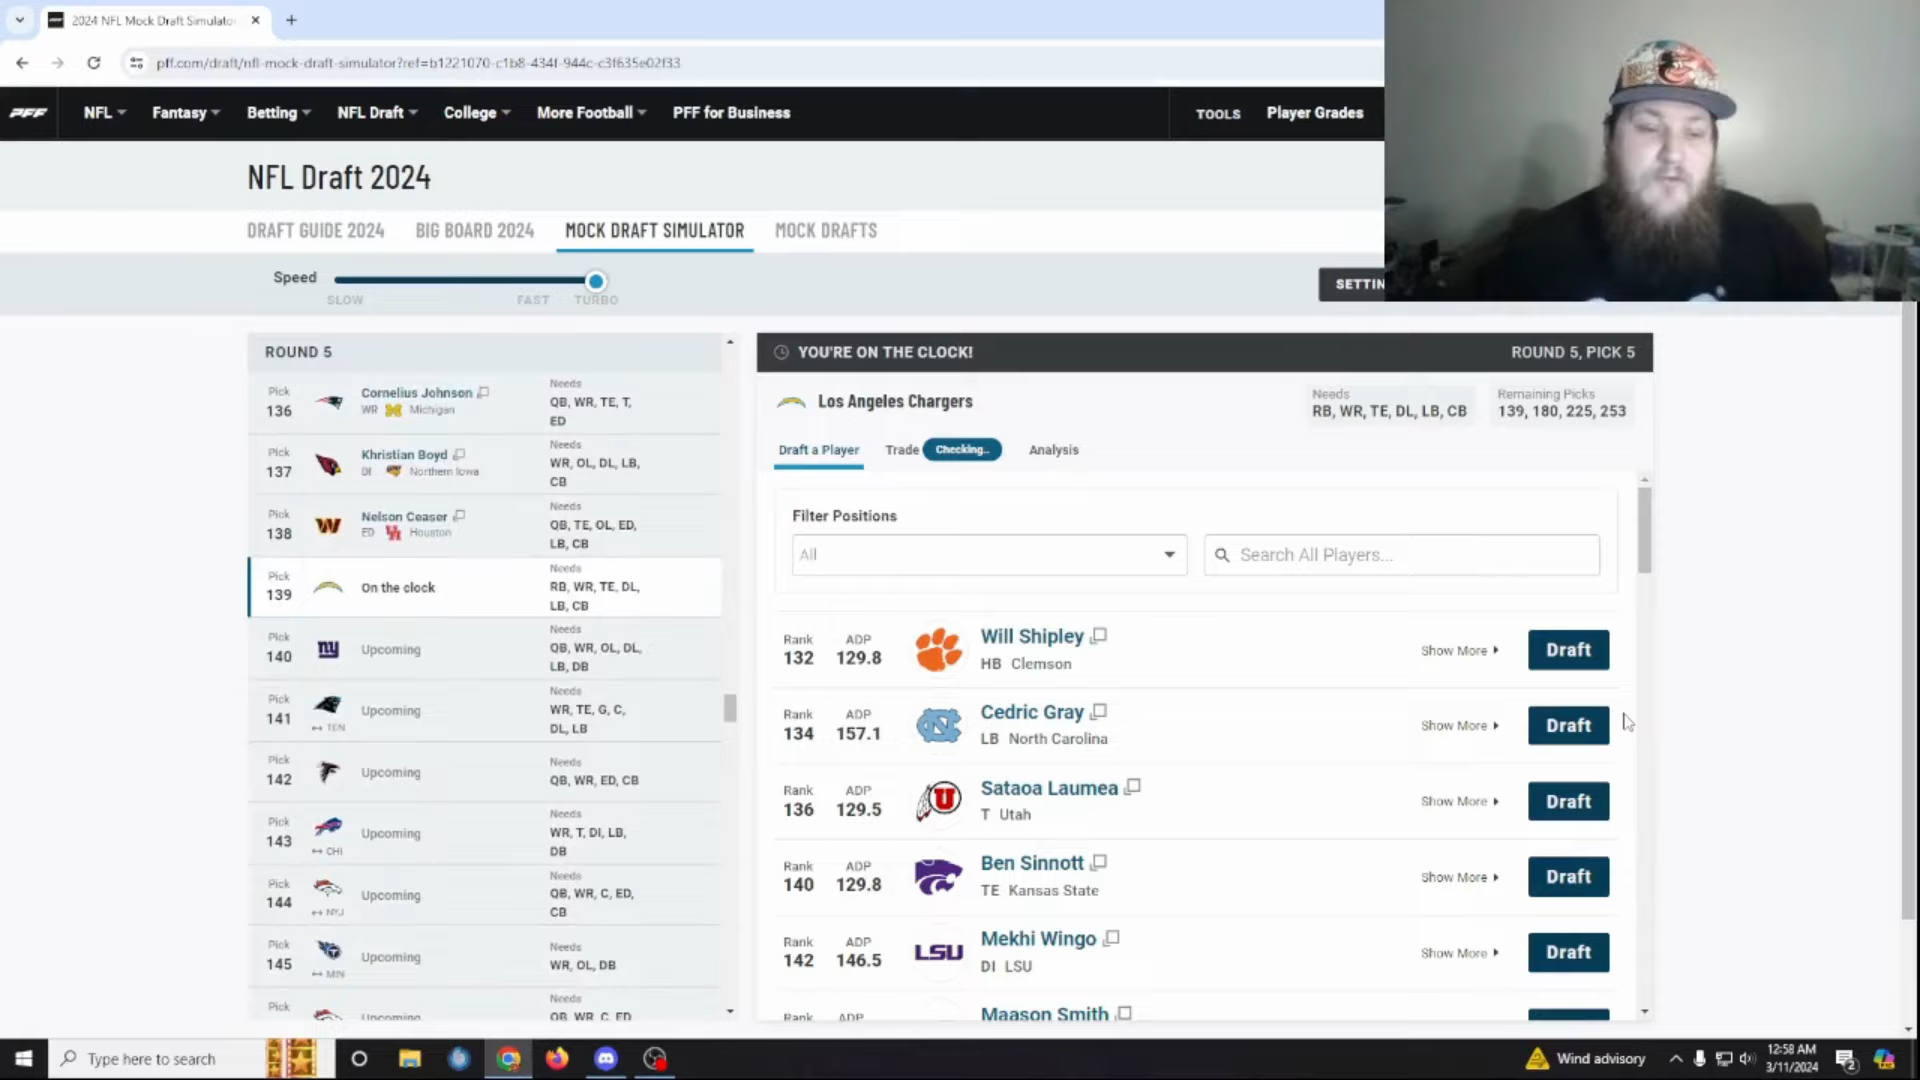 2024 NFL Mock Draft Simulato
pff.com/draft/nfl-mock-draft-simulator?ref=b1221070-c1b8-434f-944c-c3f635e02f33
PFF
NFL
Fantasy
Betting
NFL Draft
College
More Football
PFF for Business
TOOLS
Player Grades
NFL Draft 2024
DRAFT GUIDE 2024
BIG BOARD 2024
MOCK DRAFT SIMULATOR
MOCK DRAFTS
Speed
SLOW
FAST
TURBO
SETTIN
ROUND 5
Pick
136
Cornelius Johnson
WR Michigan
Needs
QB, WR, TE, T,
ED
Pick
137
Khristian Boyd
DI Northern Iowa
Needs
WR, OL, DL, LB,
CB
Pick
138
Nelson Ceaser
ED Houston
Needs
QB, TE, OL, ED,
LB, CB
Pick
139
On the clock
Needs
RB, WR, TE, DL,
LB, CB
Pick
140
ny
Upcoming
Needs
QB, WR, OL, DL,
LB, DB
Pick
141
↔ TEN
Upcoming
Needs
WR, TE, G, C,
DL, LB
Pick
142
Upcoming
Needs
QB, WR, ED, CB
Pick
143
↔ CHI
Upcoming
Needs
WR, T, DI, LB,
DB
Pick
144
↔ NYJ
Upcoming
Needs
QB, WR, C, ED,
CB
Pick
145
↔ MIN
Upcoming
Needs
WR, OL, DB
Pick
Upcoming
Needs
QB, WR, C, ED
YOU'RE ON THE CLOCK!
ROUND 5, PICK 5
Los Angeles Chargers
Needs
RB, WR, TE, DL, LB, CB
Remaining Picks
139, 180, 225, 253
Draft a Player
Trade
Checking..
Analysis
Filter Positions
All
Search All Players...
Rank
132
ADP
129.8
Will Shipley
HB Clemson
Show More
Draft
Rank
134
ADP
157.1
NC
Cedric Gray
LB North Carolina
Show More
Draft
Rank
136
ADP
129.5
U
Sataoa Laumea
T Utah
Show More
Draft
Rank
140
ADP
129.8
Ben Sinnott
TE Kansas State
Show More
Draft
Rank
142
ADP
146.5
LSU
Mekhi Wingo
DI LSU
Show More
Draft
Rank
ADP
Maason Smith
Type here to search
Wind advisory
12:58 AM
3/11/2024
2